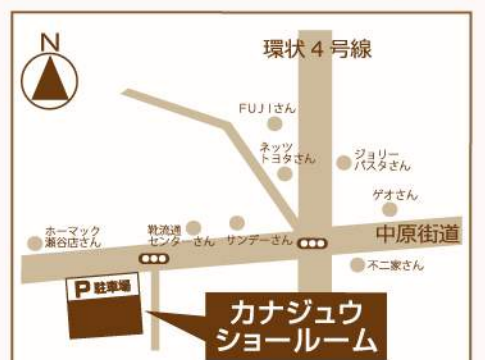 N
環状４号線
FUJIさん
ネッツ
トヨタさん
ジョリー
パスタさん
ゲオさん
ホーマック
瀬谷店さん
靴流通
センターさん
サンデーさん
中原街道
不二家さん
P 駐車場
カナジュウ
ショールーム